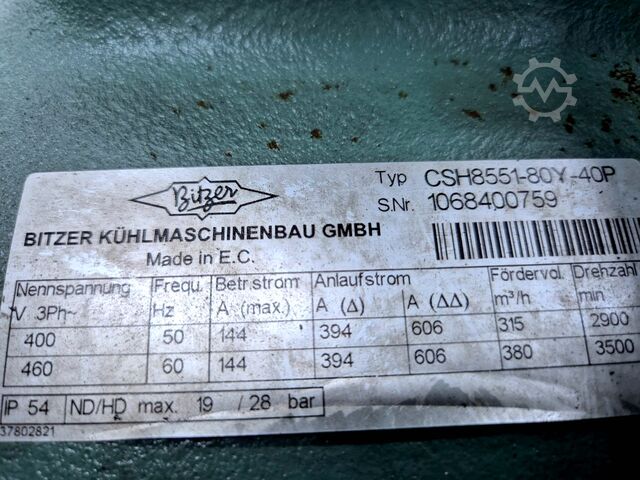 Bitzer
Typ CSH8551-80Y-40P
S.Nr. 1068400759
BITZER KÜHLMASCHINENBAU GMBH
Made in E.C.
Nennspannung Frequ. Betr.strom Anlaufstrom Fördervol. Drehzahl
V 3Ph~ Hz A (max.) A (Δ) A (ΔΔ) m³/h min
400 50 144 394 606 315 2900
460 60 144 394 606 380 3500
IP 54 ND/HD max. 19 / 28 bar
37802821